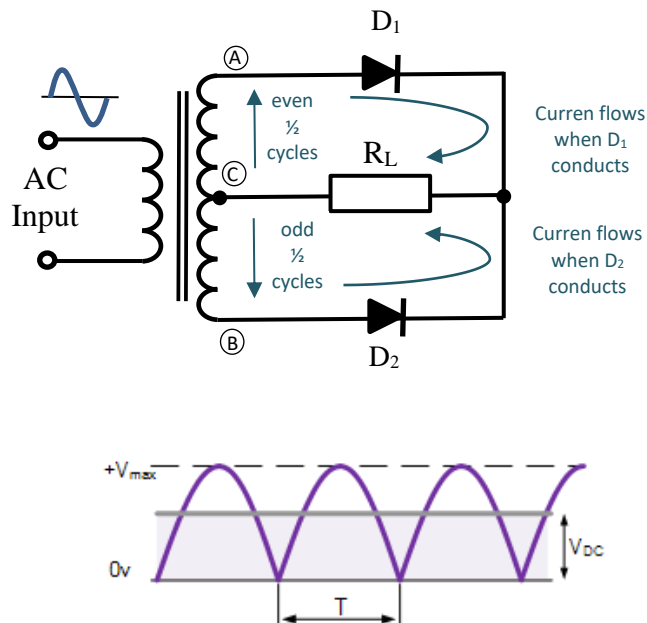 D1
A
even
½
cycles
Curren flows
when D1
conducts
AC
Input
C
RL
odd
½
cycles
Curren flows
when D2
conducts
B
D2
+Vmax
0v
VDC
T